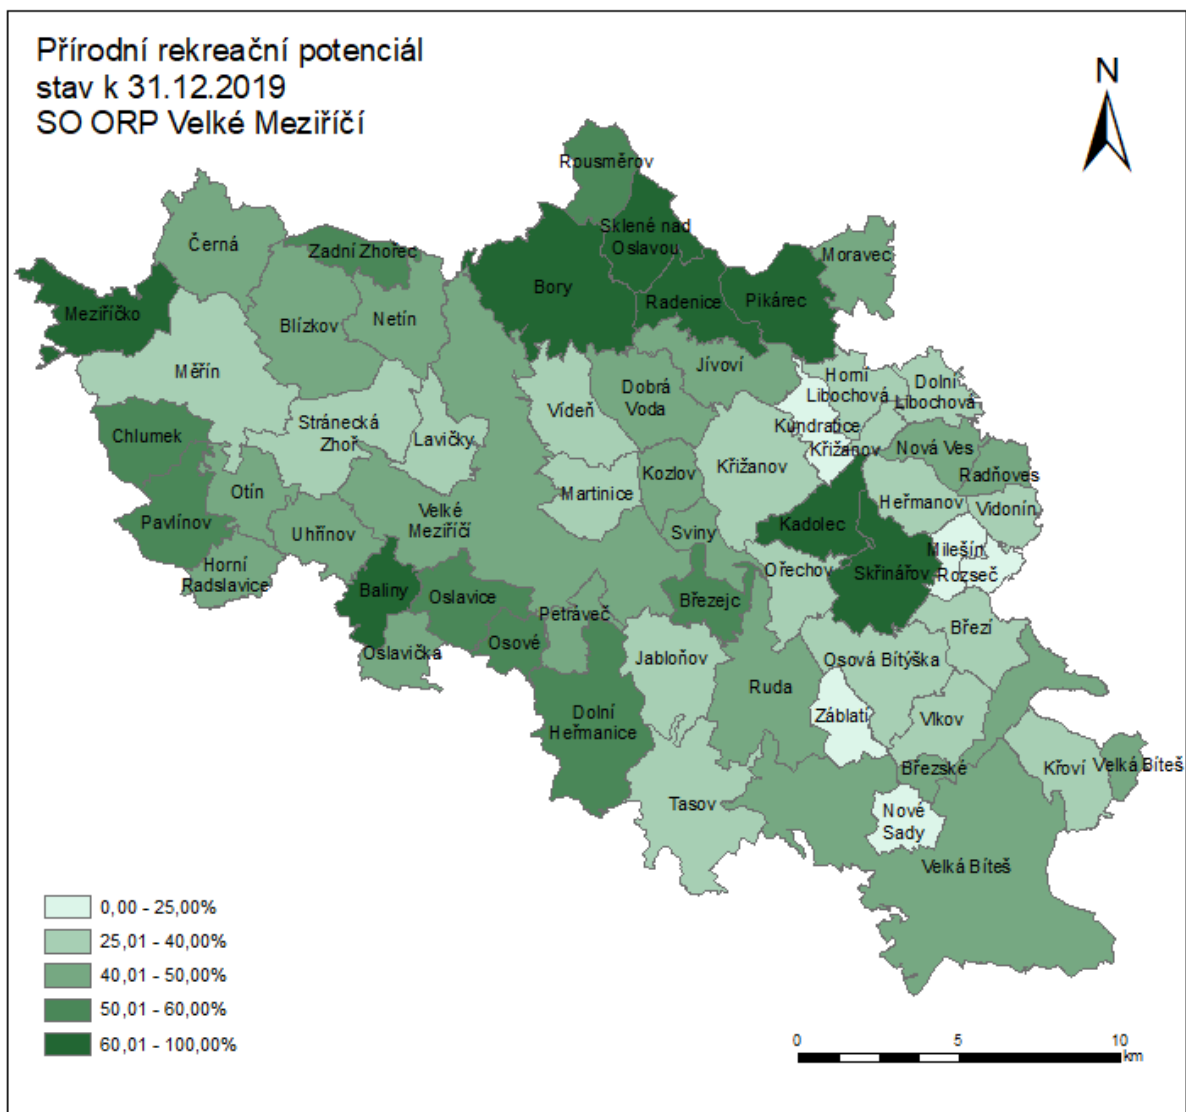 Přírodní rekreační potenciál
stav k 31.12.2019
SO ORP Velké Meziříčí
N
Rousměrov
Sklené nad
Oslavou
Černá
Zadní Zhořec
Moravec
Bory
Radenice
Pikárec
Meziříčko
Netín
Blízkov
Jívoví
Měřín
Horní
Libochová
Dolní
Libochová
Dobrá
Voda
Vídeň
Stránecká
Zhoř
Lavičky
Kundratice
Křižanov
Chlumek
Nová Ves
Radňoves
Křižanov
Kozlov
Martinice
Otín
Heřmanov
Vidonín
Velké
Meziříčí
Pavlínov
Uhřínov
Sviny
Kadolec
Milešín
Rozseč
Horní
Radslavice
Ořechov
Skřinářov
Baliny
Oslavice
Březejc
Petráveč
Březí
Osové
Oslavička
Jabloňov
Osová Bítýška
Ruda
Dolní
Heřmanice
Záblatí
Vlkov
Březské
Křoví
Velká Bíteš
Tasov
Nové
Sady
Velká Bíteš
0,00 - 25,00%
25,01 - 40,00%
40,01 - 50,00%
50,01 - 60,00%
60,01 - 100,00%
0
5
10
km